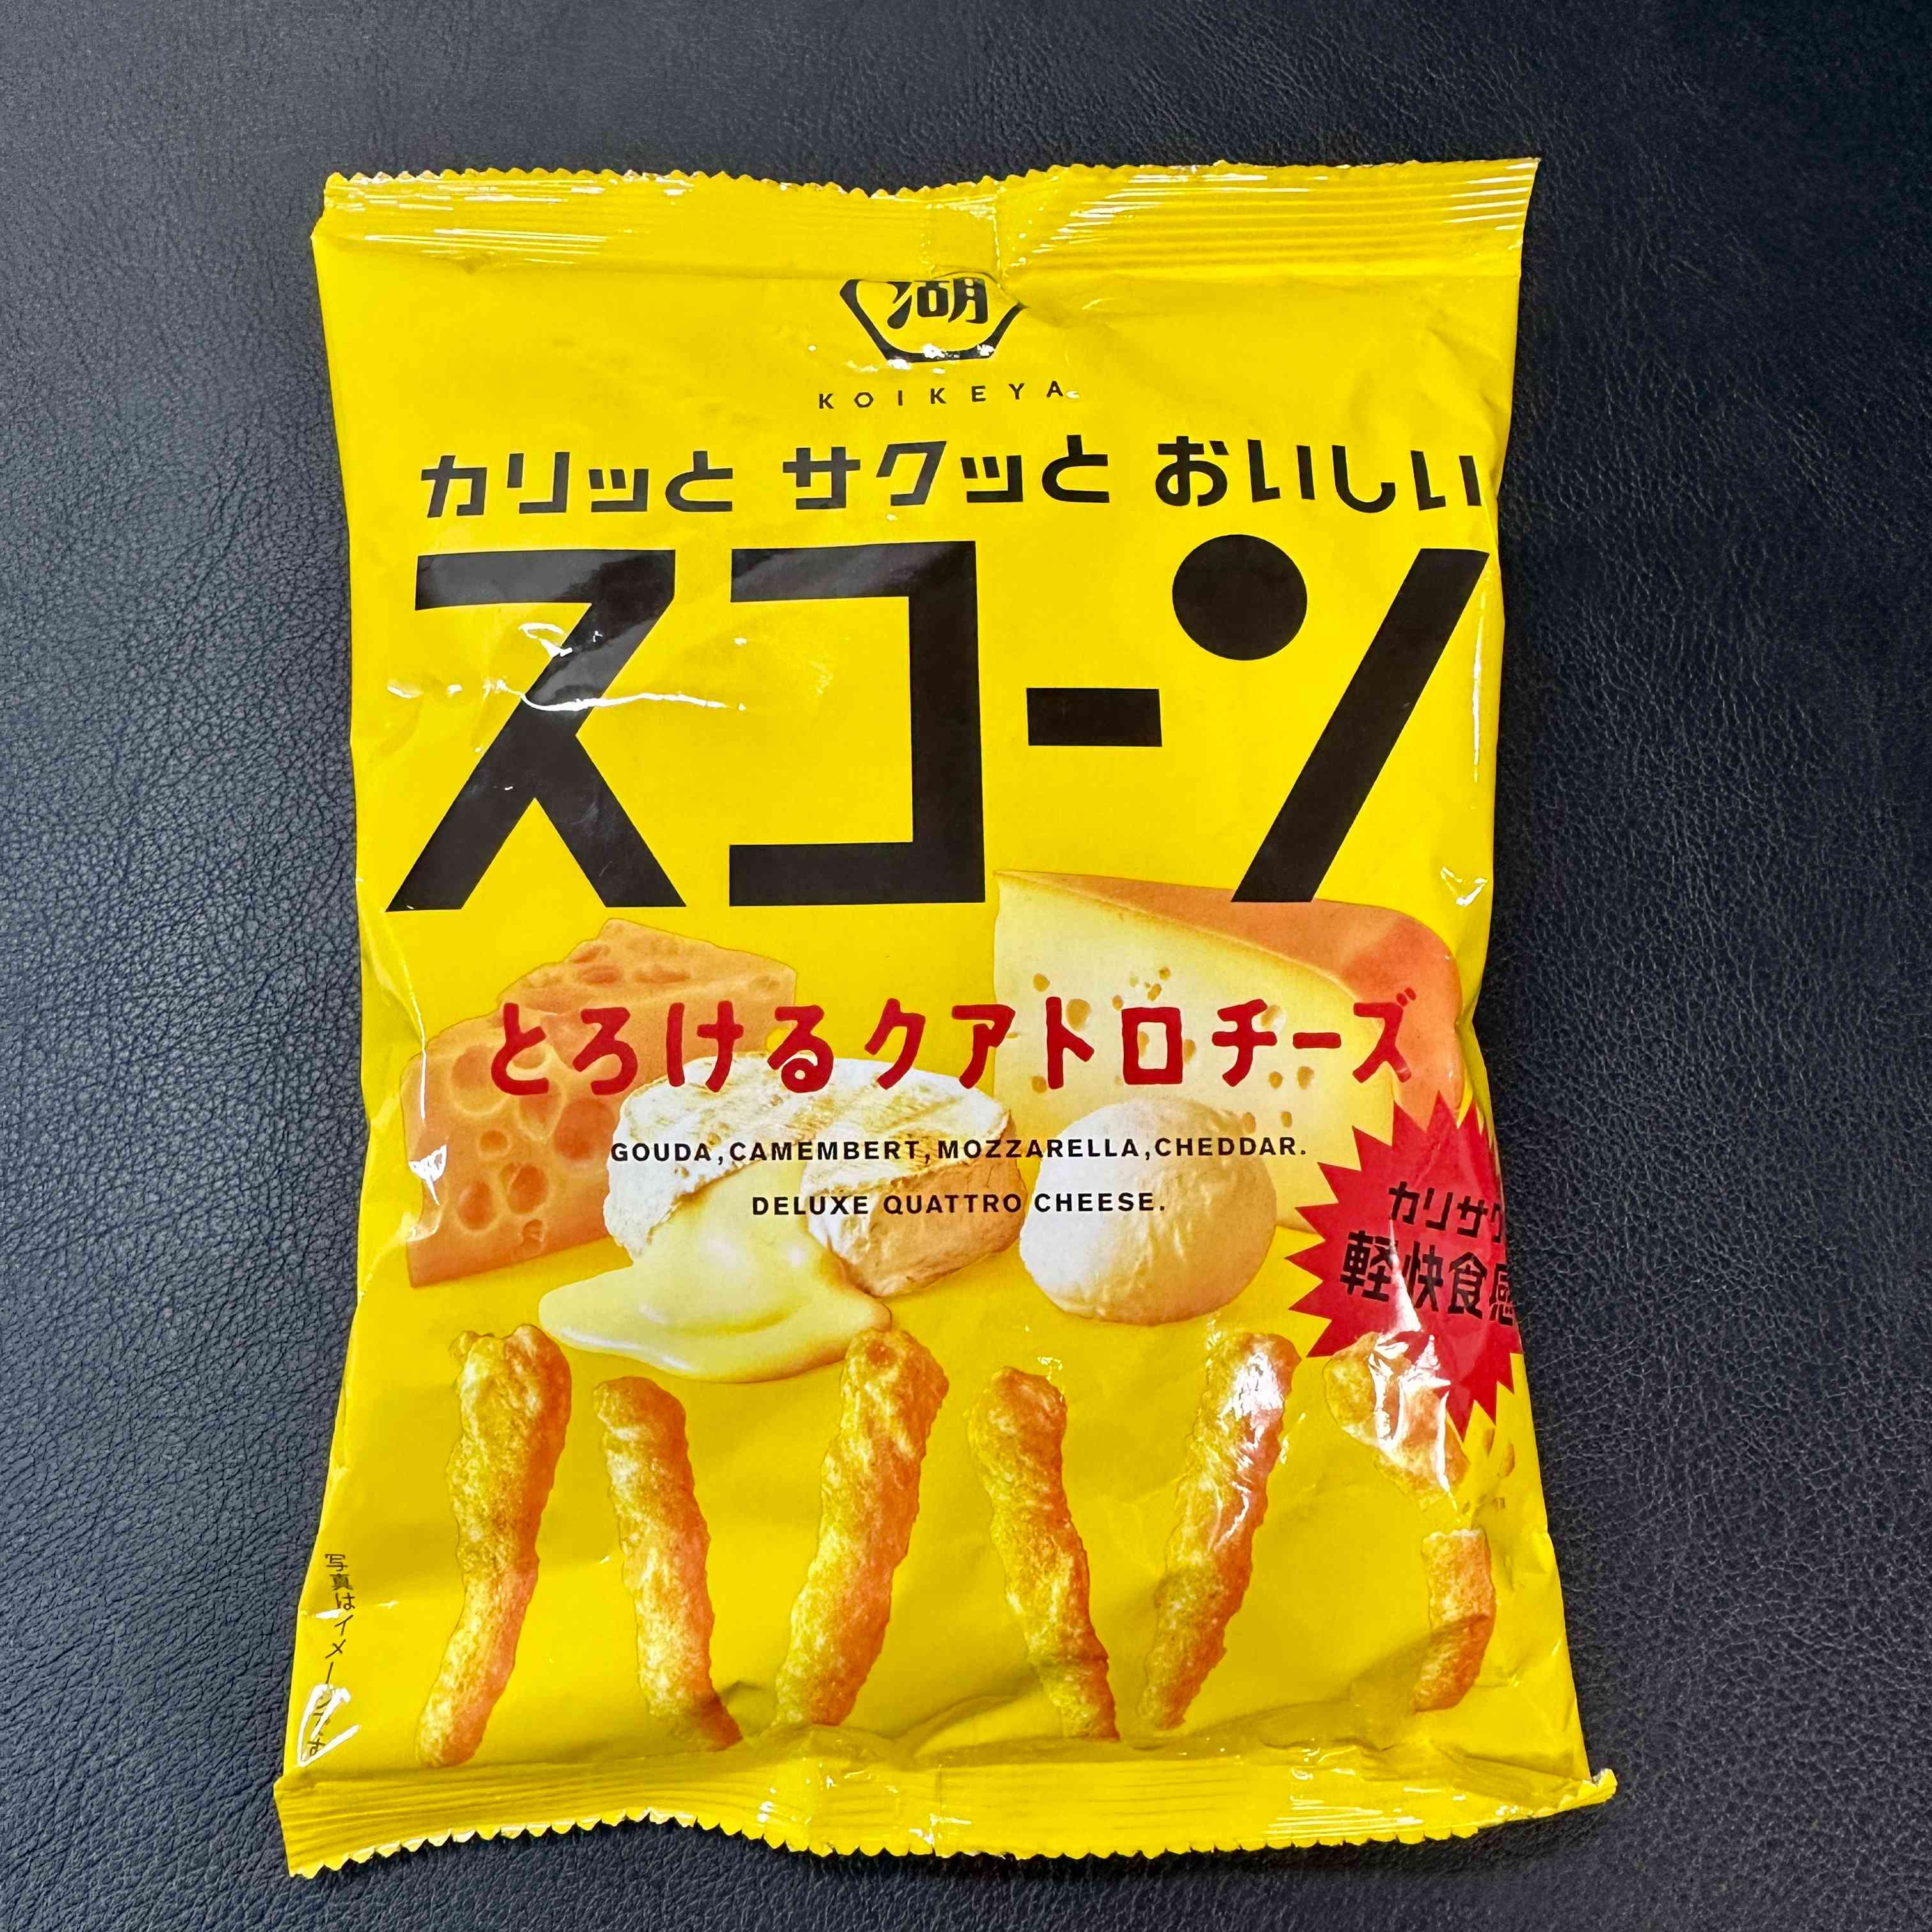 湖
KOIKEYA
カリッと サクッと おいしい
スコーン
とろけるクアトロチーズ
GOUDA,CAMEMBERT,MOZZARELLA,CHEDDAR.
DELUXE QUATTRO CHEESE.
カリサク
軽快食感
写真はイメージです